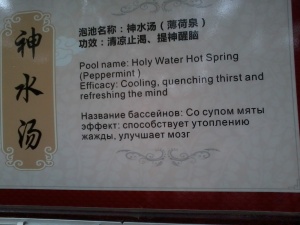 神水汤
泡池名称：神水汤（薄荷泉）
功效：清凉止渴、提神醒脑
Pool name: Holy Water Hot Spring
(Peppermint )
Efficacy: Cooling, quenching thirst and
refreshing the mind
Название бассейнов: Со супом мяты
эффект: способствует утоплению
жажды, улучшает мозг